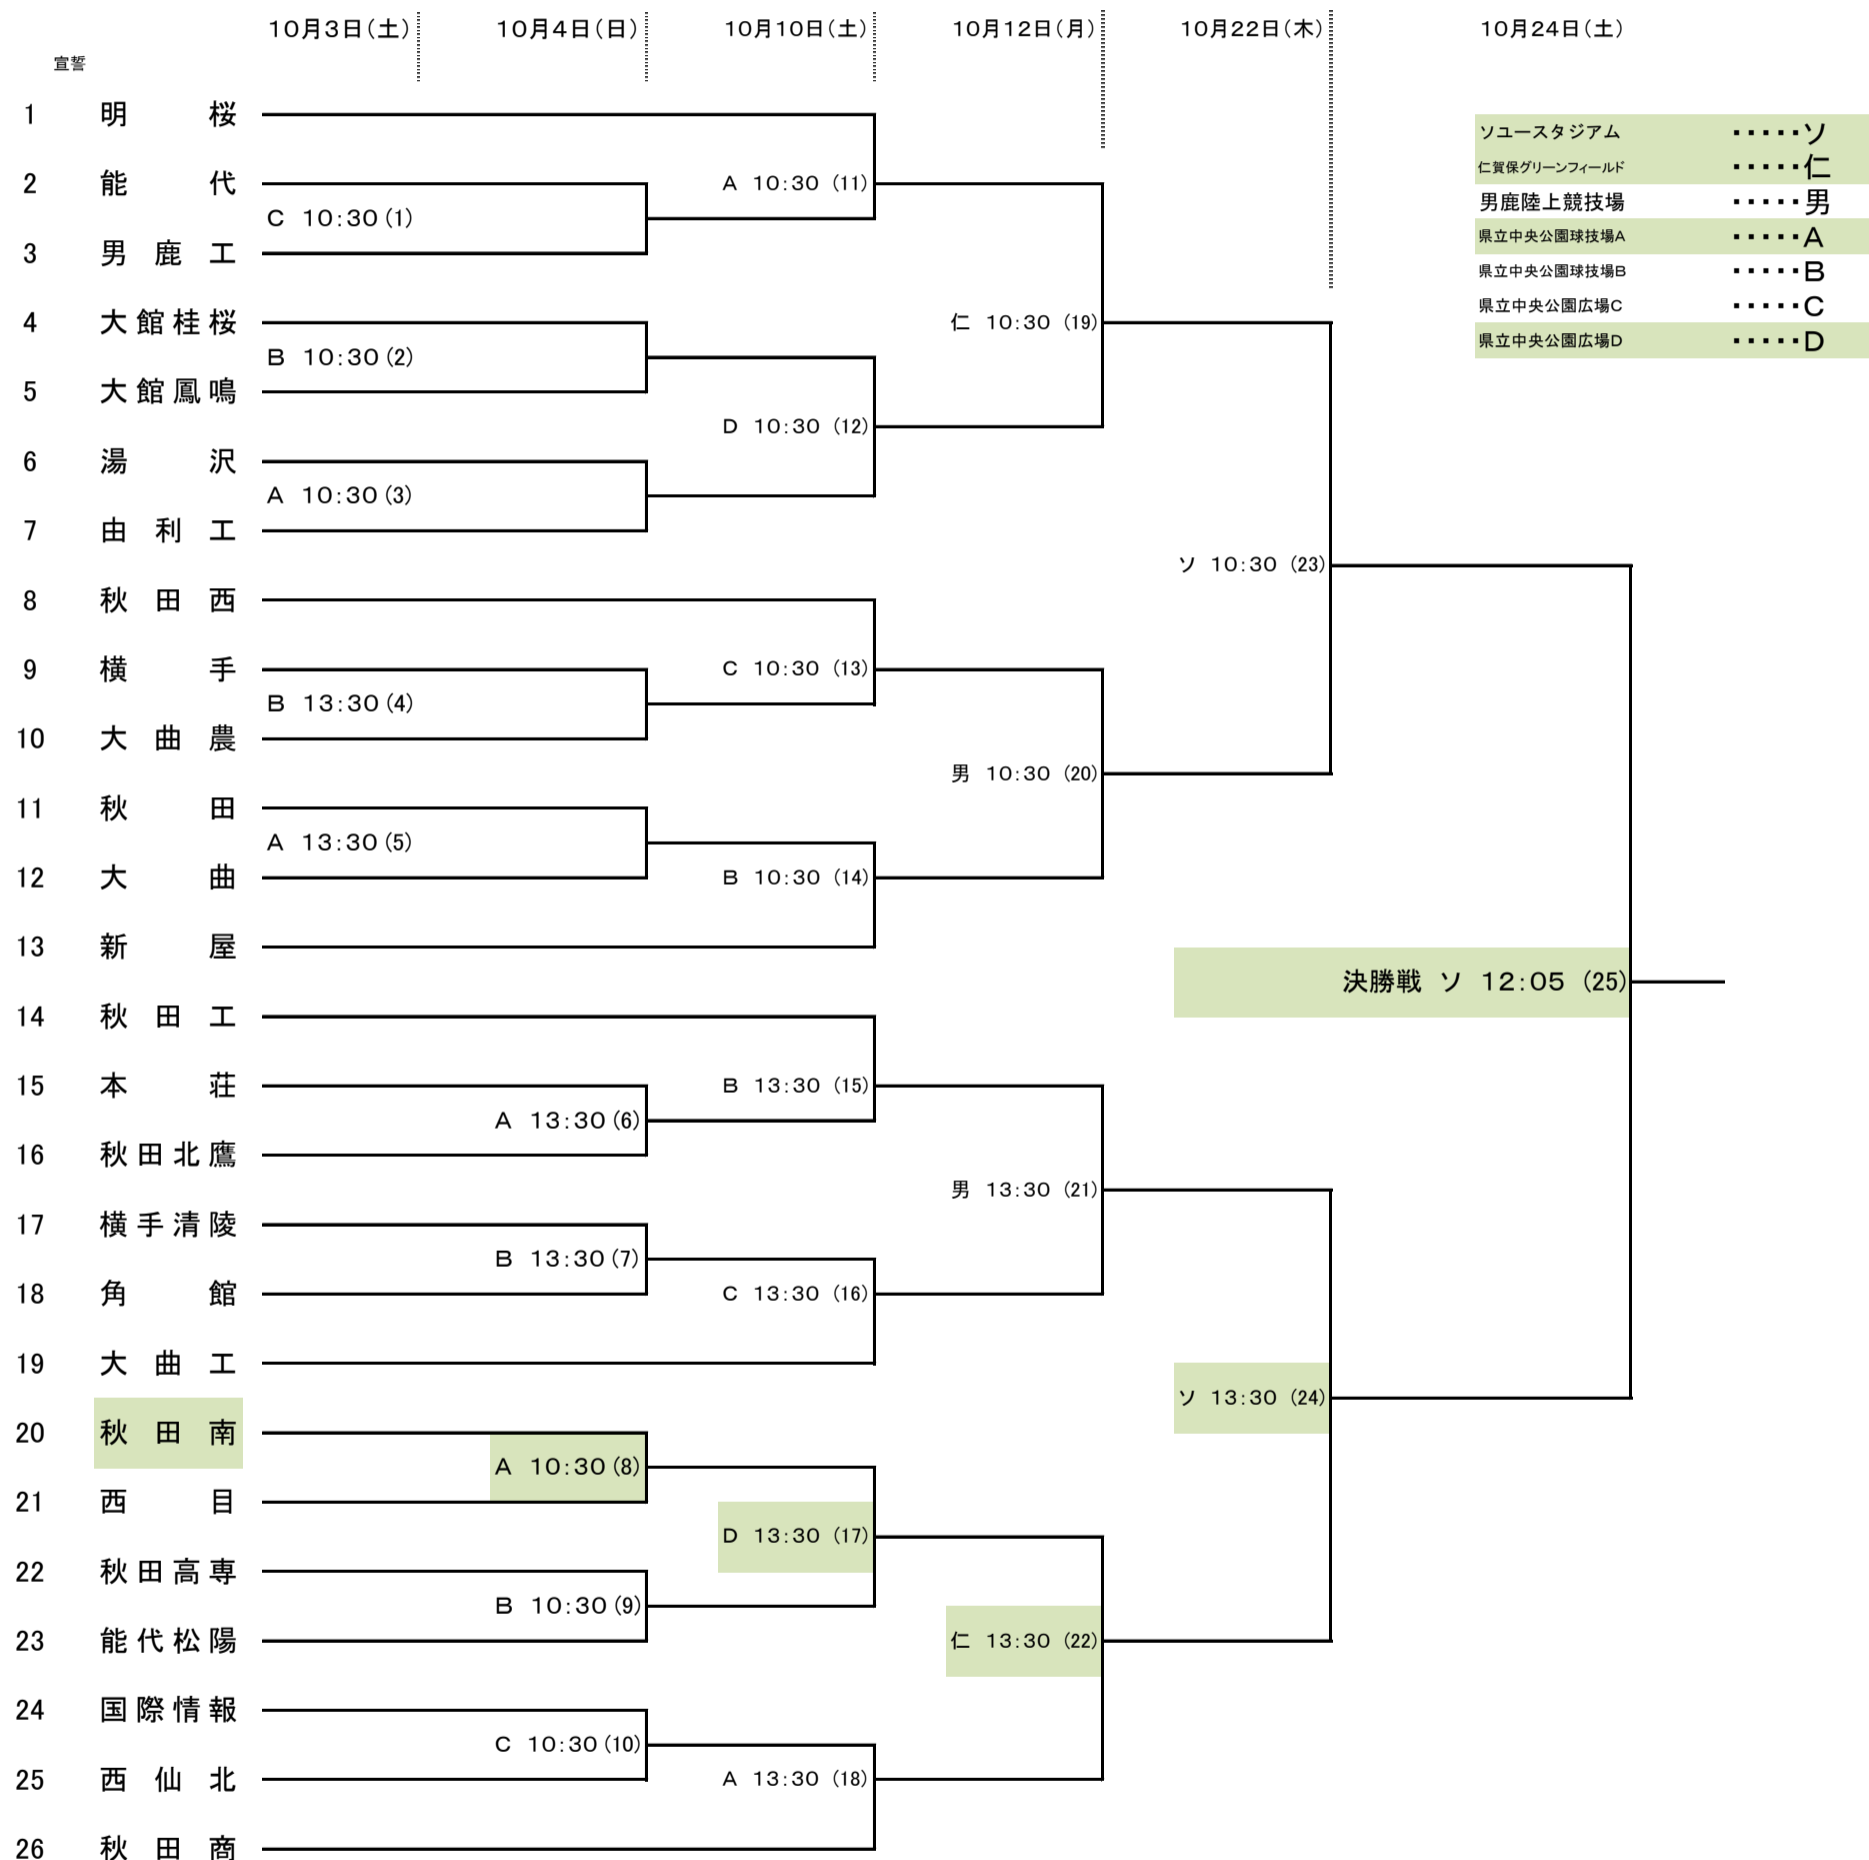 10月3日(土) 10月4日(日) 10月10日(土) 10月12日(月) 10月22日(木) 10月24日(土)
宣誓
1 明桜
ソユースタジアム ・・・・・ソ
仁賀保グリーンフィールド ・・・・・仁
2 能代
A 10:30 (11)
男鹿陸上競技場 ・・・・・男
C 10:30 (1)
県立中央公園球技場A ・・・・・A
3 男鹿工
県立中央公園球技場B ・・・・・B
県立中央公園広場C ・・・・・C
4 大館桂桜
仁 10:30 (19)
県立中央公園広場D ・・・・・D
B 10:30 (2)
5 大館鳳鳴
D 10:30 (12)
6 湯沢
A 10:30 (3)
7 由利工
ソ 10:30 (23)
8 秋田西
9 横手
C 10:30 (13)
B 13:30 (4)
10 大曲農
男 10:30 (20)
11 秋田
A 13:30 (5)
12 大曲
B 10:30 (14)
13 新屋
決勝戦 ソ 12:05 (25)
14 秋田工
15 本荘
B 13:30 (15)
A 13:30 (6)
16 秋田北鷹
男 13:30 (21)
17 横手清陵
B 13:30 (7)
18 角館
C 13:30 (16)
19 大曲工
ソ 13:30 (24)
20 秋田南
A 10:30 (8)
21 西目
D 13:30 (17)
22 秋田高専
B 10:30 (9)
23 能代松陽
仁 13:30 (22)
24 国際情報
C 10:30 (10)
25 西仙北
A 13:30 (18)
26 秋田商